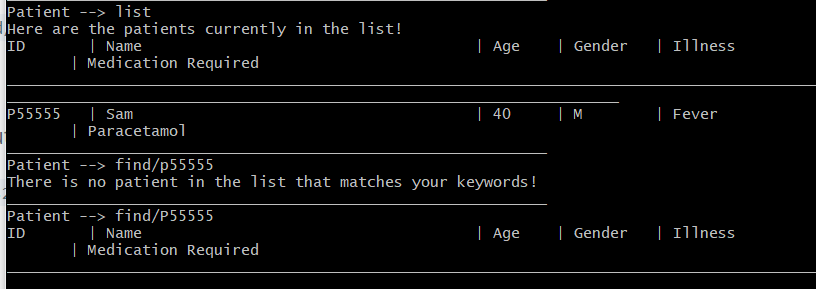 Patient --> list
Here are the patients currently in the list!
ID | Name | Age | Gender | Illness
| Medication Required
P55555 | Sam | 40 | M | Fever
| Paracetamol
Patient --> find/p55555
There is no patient in the list that matches your keywords!
Patient --> find/P55555
ID | Name | Age | Gender | Illness
| Medication Required